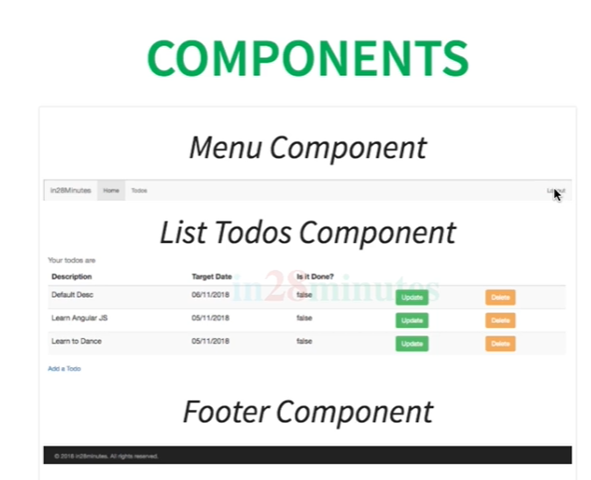 COMPONENTS
Menu Component
in28Minutes Home Todos Logout
List Todos Component
Your todos are
Description Target Date Is it Done?
in28minutes
Default Desc 06/11/2018 false Update Delete
Learn Angular JS 05/11/2018 false Update Delete
Learn to Dance 05/11/2018 false Update Delete
Add a Todo
Footer Component
© 2018 in28minutes. All rights reserved.